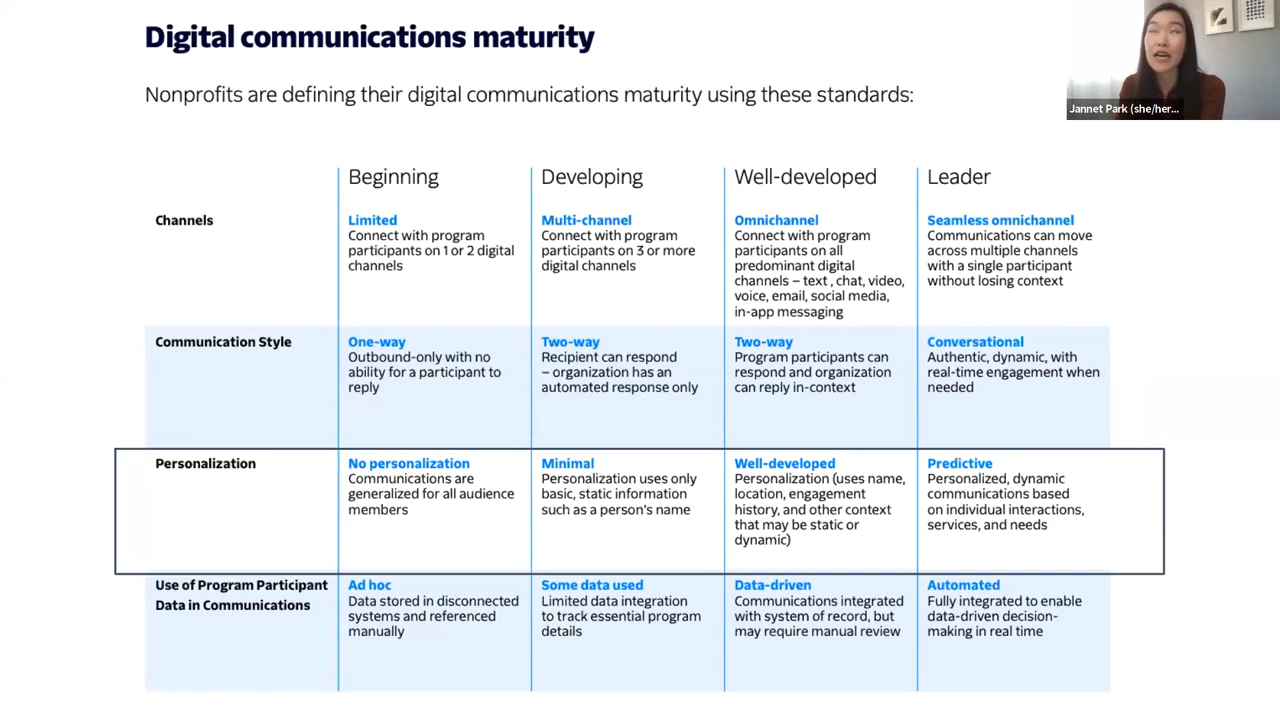 Digital communications maturity
Nonprofits are defining their digital communications maturity using these standards:
Jannet Park (she/her...
Beginning
Developing
Well-developed
Leader
Channels
Limited
Connect with program
participants on 1 or 2 digital
channels
Multi-channel
Connect with program
participants on 3 or more
digital channels
Omnichannel
Connect with program
participants on all
predominant digital
channels – text , chat, video,
voice, email, social media,
in-app messaging
Seamless omnichannel
Communications can move
across multiple channels
with a single participant
without losing context
Communication Style
One-way
Outbound-only with no
ability for a participant to
reply
Two-way
Recipient can respond
– organization has an
automated response only
Two-way
Program participants can
respond and organization
can reply in-context
Conversational
Authentic, dynamic, with
real-time engagement when
needed
Personalization
No personalization
Communications are
generalized for all audience
members
Minimal
Personalization uses only
basic, static information
such as a person's name
Well-developed
Personalization (uses name,
location, engagement
history, and other context
that may be static or
dynamic)
Predictive
Personalized, dynamic
communications based
on individual interactions,
services, and needs
Use of Program Participant
Data in Communications
Ad hoc
Data stored in disconnected
systems and referenced
manually
Some data used
Limited data integration
to track essential program
details
Data-driven
Communications integrated
with system of record, but
may require manual review
Automated
Fully integrated to enable
data-driven decision-
making in real time